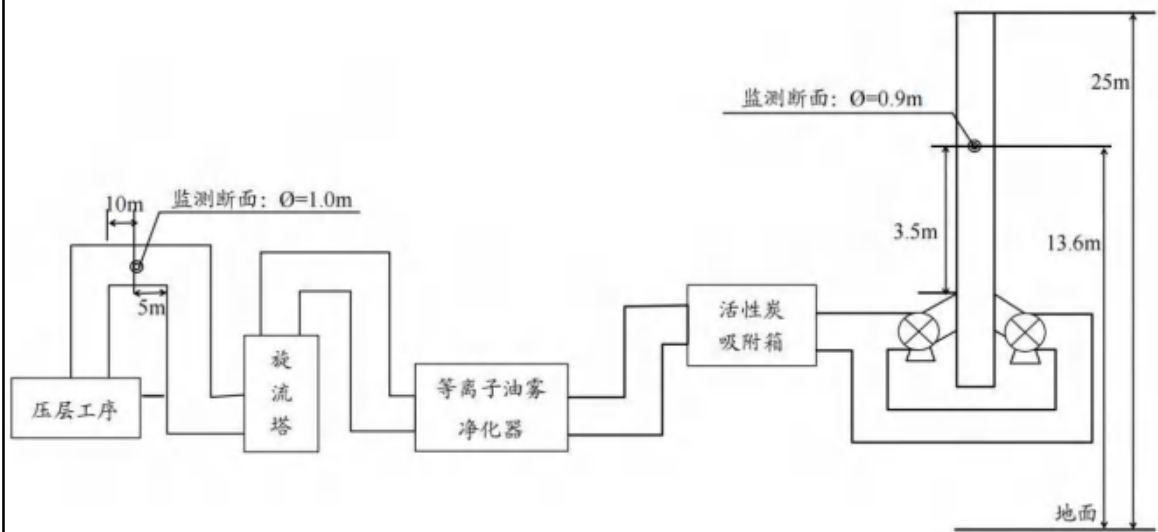 25m
监测断面：Ø=0.9m
10m
监测断面：Ø=1.0m
3.5m
13.6m
5m
活性炭
吸附箱
旋
流
塔
等离子油雾
净化器
压层工序
地面